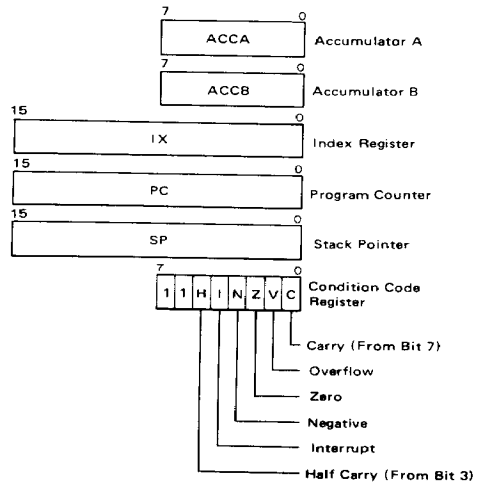 7 0
ACCA Accumulator A
7 0
ACCB Accumulator B
15 0
IX Index Register
15 0
PC Program Counter
15 0
SP Stack Pointer
7 0
1 1 H I N Z V C Condition Code
Register
Carry (From Bit 7)
Overflow
Zero
Negative
Interrupt
Half Carry (From Bit 3)